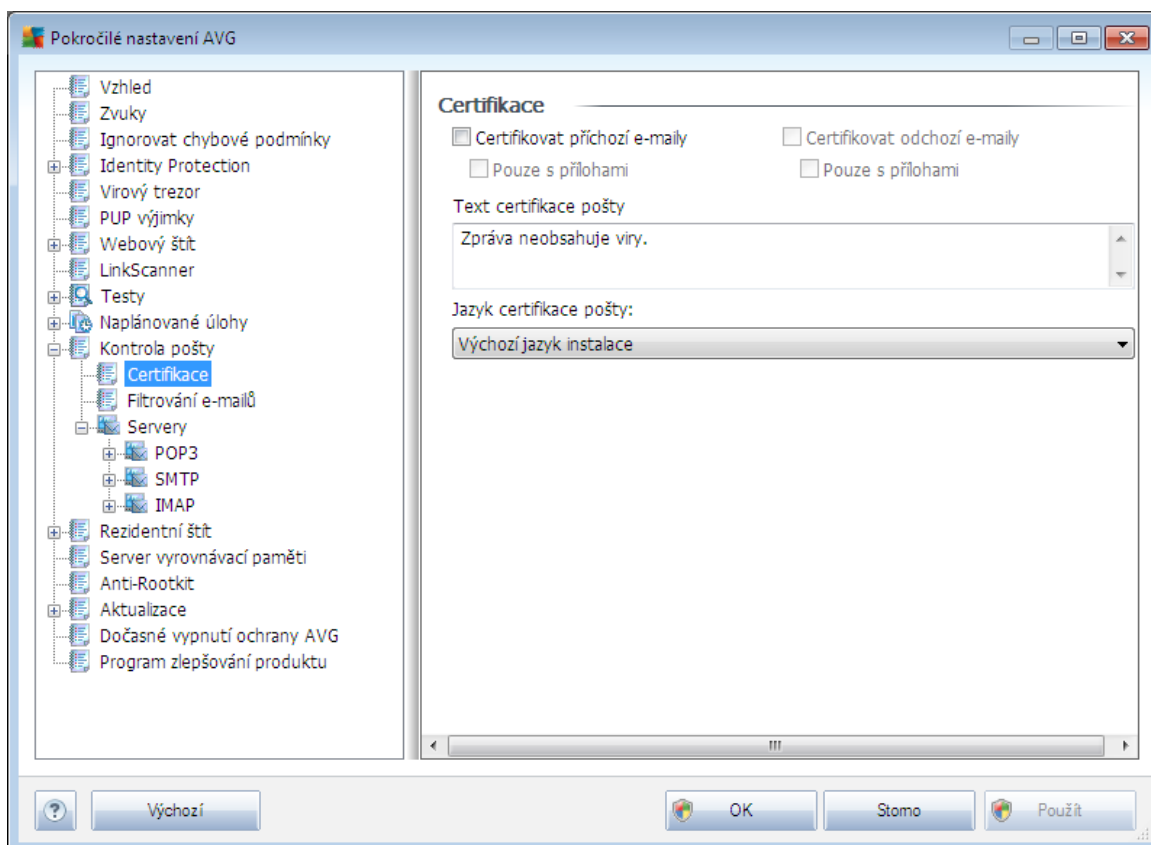 Pokročilé nastavení AVG
Vzhled
Zvuky
Ignorovat chybové podmínky
Identity Protection
Virový trezor
PUP výjimky
Webový štít
LinkScanner
Testy
Naplánované úlohy
Kontrola pošty
Certifikace
Filtrování e-mailů
Servery
POP3
SMTP
IMAP
Rezidentní štít
Server vyrovnávací paměti
Anti-Rootkit
Aktualizace
Dočasné vypnutí ochrany AVG
Program zlepšování produktu
Certifikace
Certifikovat příchozí e-maily
Certifikovat odchozí e-maily
Pouze s přílohami
Pouze s přílohami
Text certifikace pošty
Zpráva neobsahuje viry.
Jazyk certifikace pošty:
Výchozí jazyk instalace
Výchozí
OK
Stomo
Použít